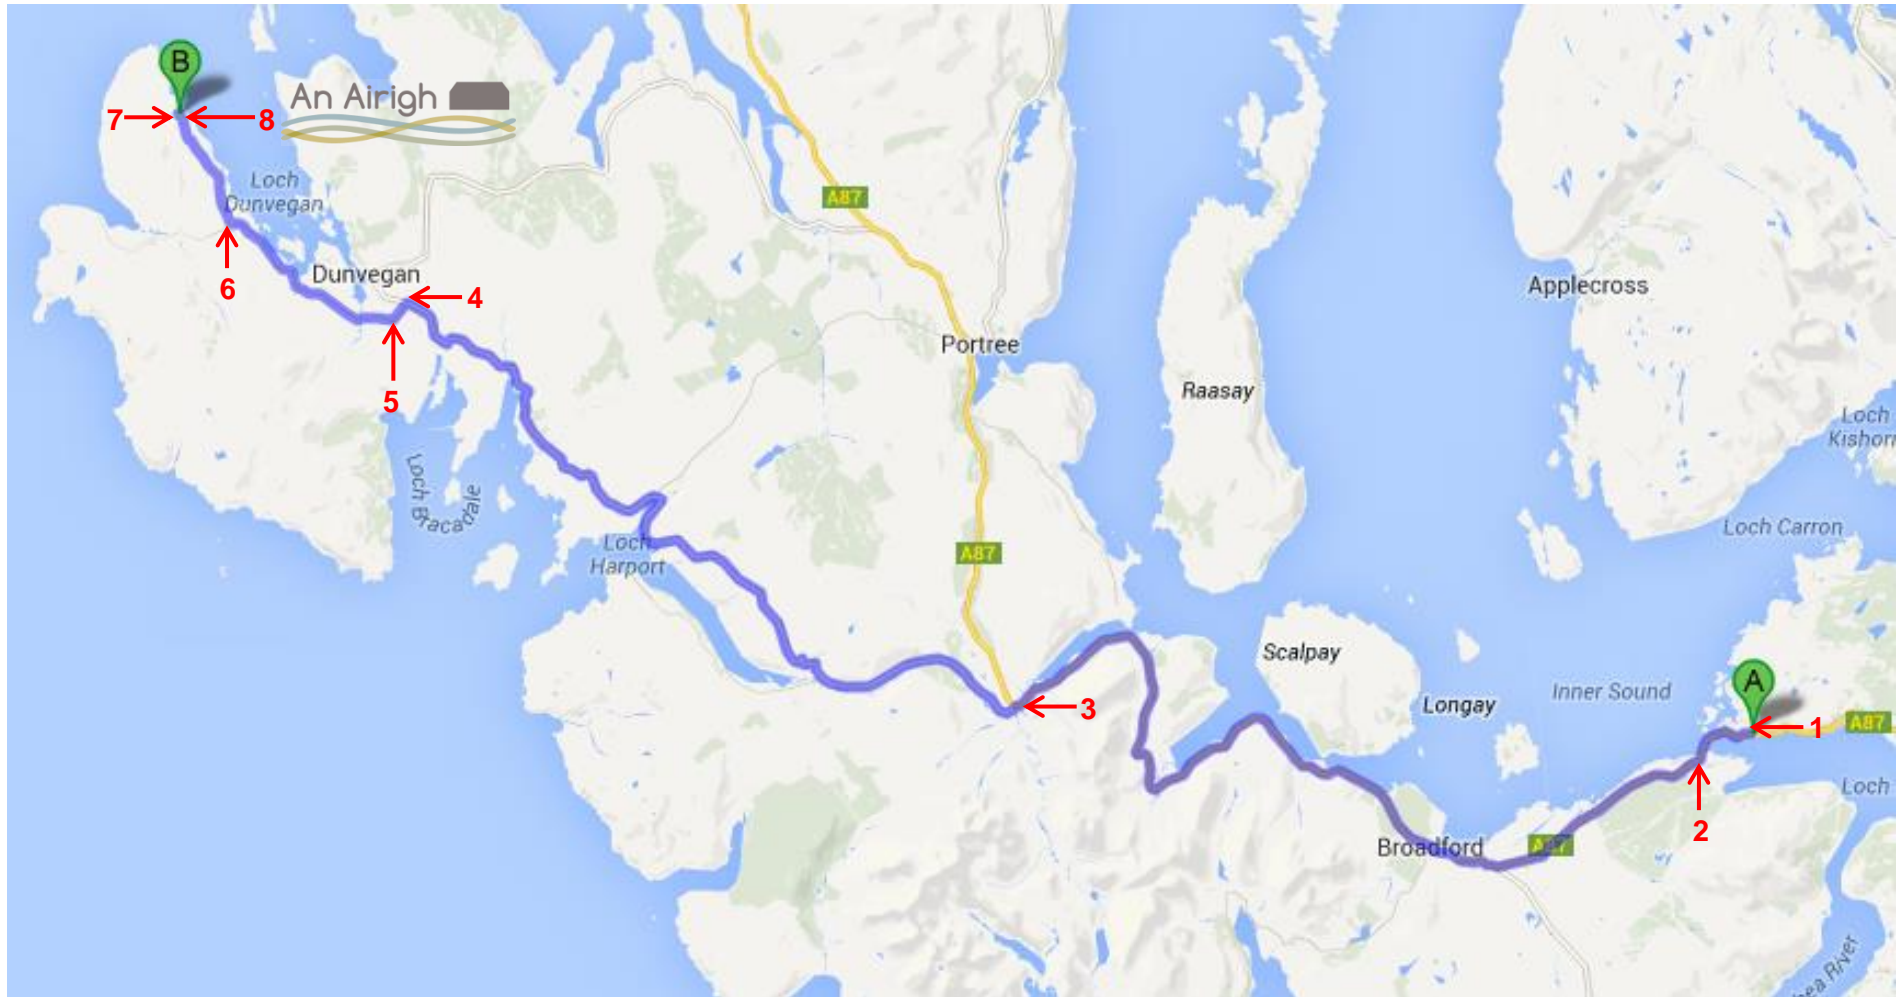 B
An Airigh
7
8
Loch
Dunvegan
A87
6
Dunvegan
4
Applecross
5
Portree
Raasay
Loch
Kishorn
Loch
Bracadale
Loch Carron
A87
Loch
Harport
Scalpay
3
Longay
Inner Sound
A
1
A87
Loch
2
Broadford
A87